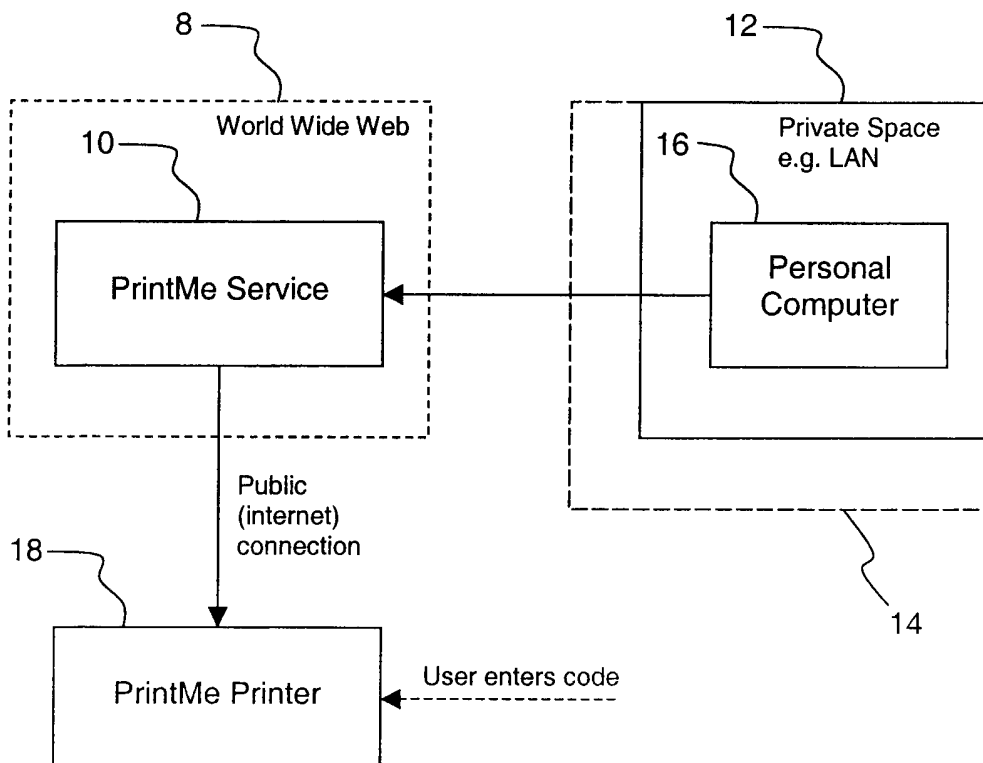 8
12
World Wide Web
Private Space
e.g. LAN
10
16
PrintMe Service
Personal
Computer
Public
(internet)
connection
18
14
User enters code
PrintMe Printer